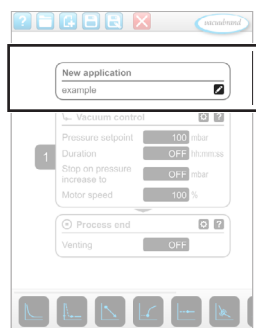 ?
vacuubrand
New application
example
Vacuum control ?
Pressure setpoint 100 mbar
1
Duration OFF hh:mm:ss
Stop on pressure
increase to OFF mbar
Motor speed 100 %
Process end ?
Venting OFF